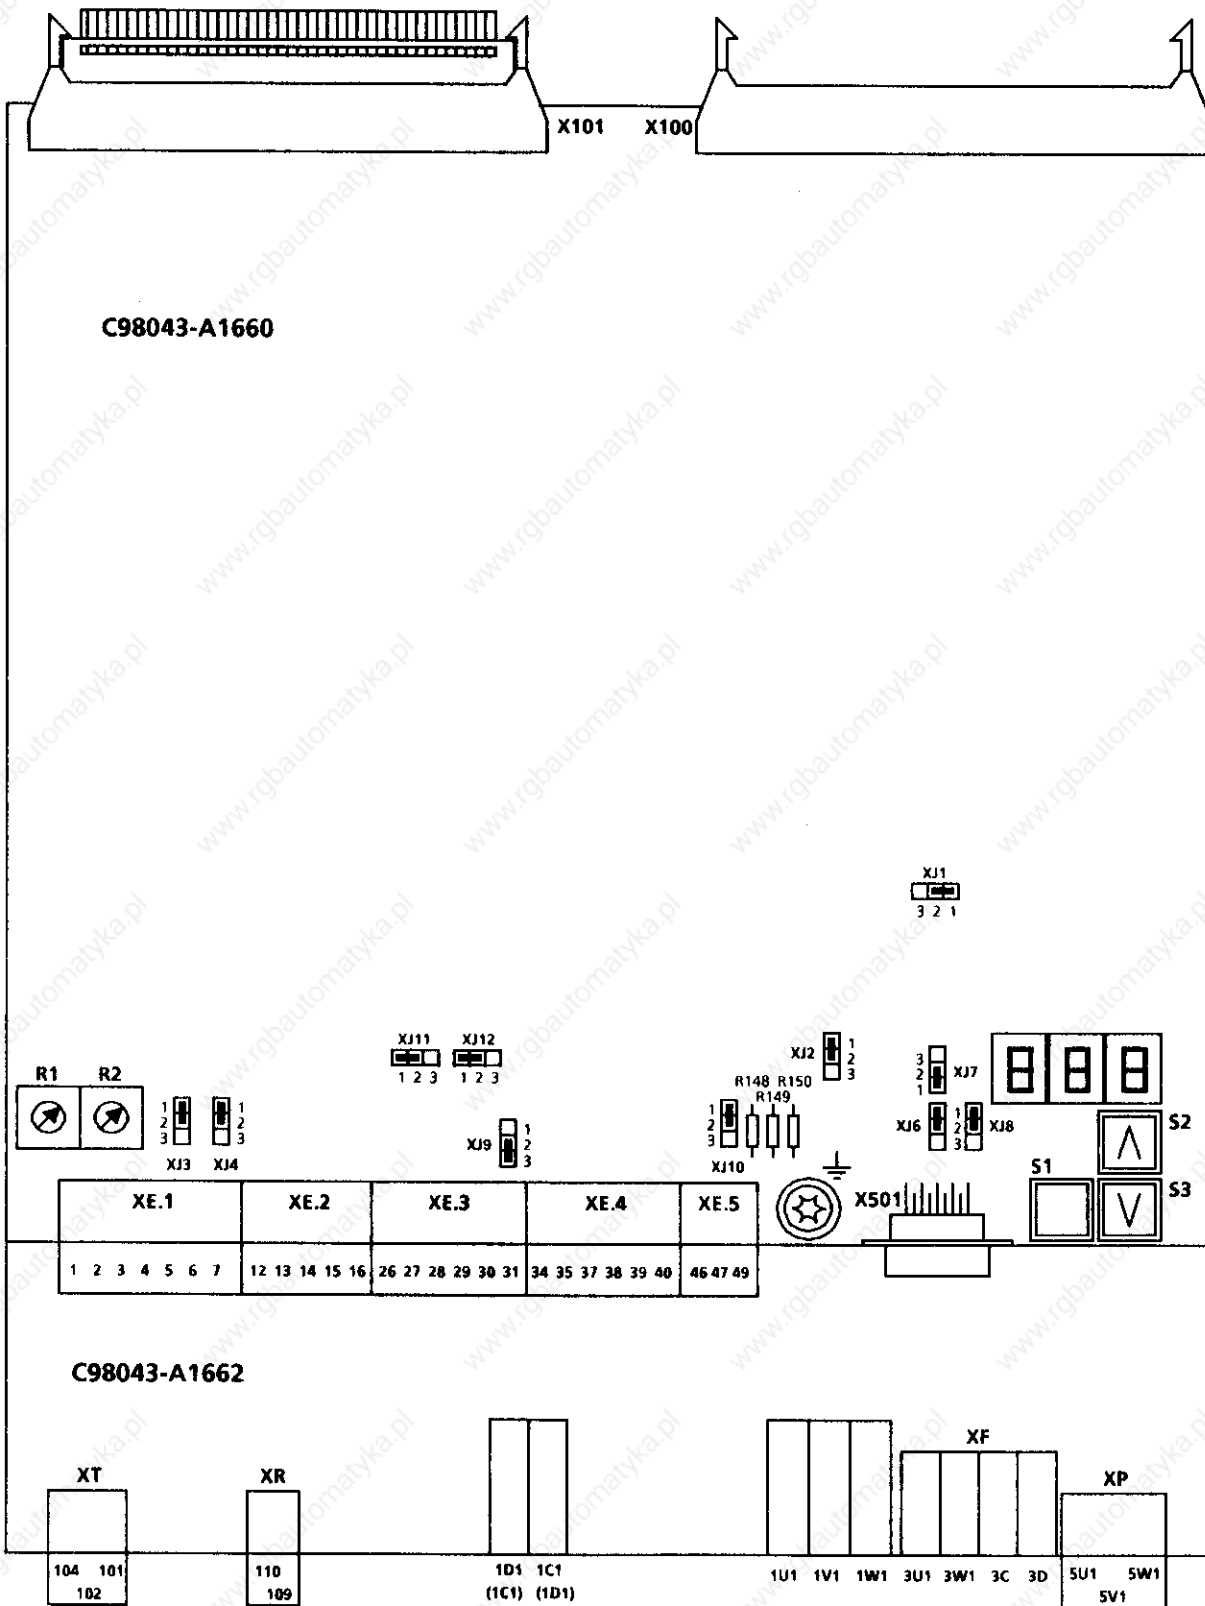 X101 X100
C98043-A1660
XJ1
3 2 1
XJ11 XJ12
1 2 3 1 2 3
XJ2
1
2
3
3
2
1
XJ7
R1 R2
R148 R150
R149
1
2
3
1
2
3
XJ3 XJ4
XJ9
1
2
3
1
2
3
XJ10
XJ6
1
2
3
XJ8
8 8 8
S2
S1
S3
X501
XE.1 XE.2 XE.3 XE.4 XE.5
1 2 3 4 5 6 7 12 13 14 15 16 26 27 28 29 30 31 34 35 37 38 39 40 46 47 49
C98043-A1662
XT XR XF XP
104 101
102
110
109
1D1 1C1
(1C1) (1D1)
1U1 1V1 1W1 3U1 3W1 3C 3D 5U1 5W1
5V1
www.rgbautomatyka.pl